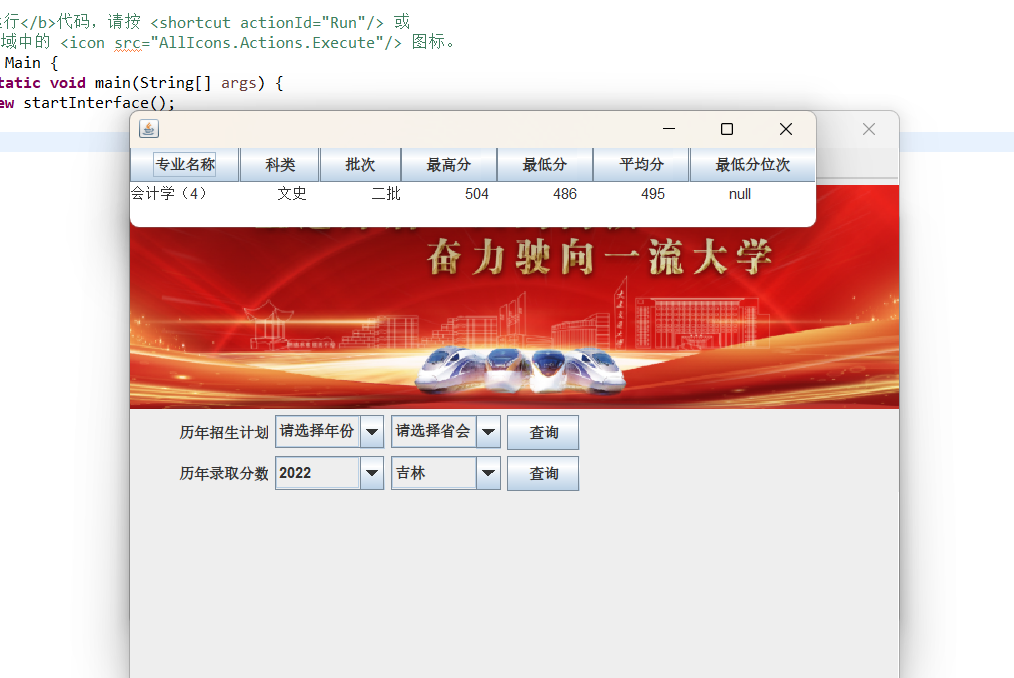 运行</b>代码，请按 <shortcut actionId="Run"/> 或
域中的 <icon src="AllIcons.Actions.Execute"/> 图标。
Main {
tatic void main(String[] args) {
ew startInterface();
专业名称 科类 批次 最高分 最低分 平均分 最低分位次
会计学（4） 文史 二批 504 486 495 null
奋力驶向一流大学
历年招生计划 请选择年份 请选择省会 查询
历年录取分数 2022 吉林 查询